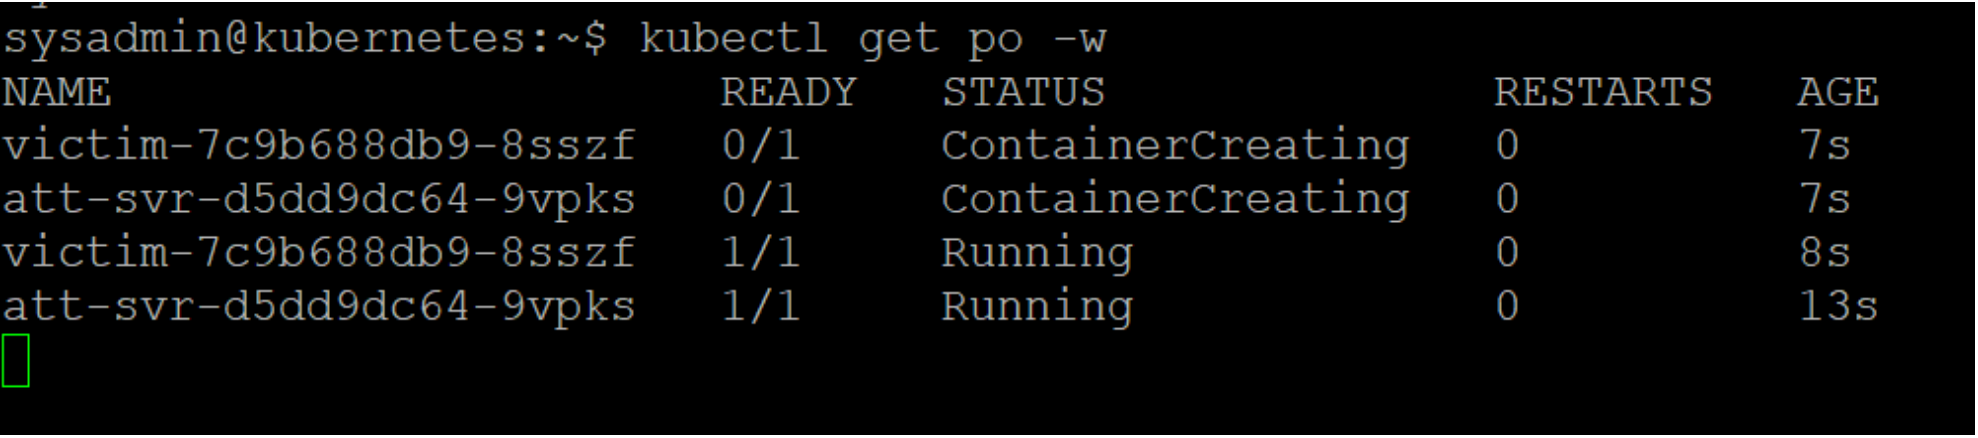 sysadmin@kubernetes:~$ kubectl get po -w
NAME READY STATUS RESTARTS AGE
victim-7c9b688db9-8sszf 0/1 ContainerCreating 0 7s
att-svr-d5dd9dc64-9vpks 0/1 ContainerCreating 0 7s
victim-7c9b688db9-8sszf 1/1 Running 0 8s
att-svr-d5dd9dc64-9vpks 1/1 Running 0 13s